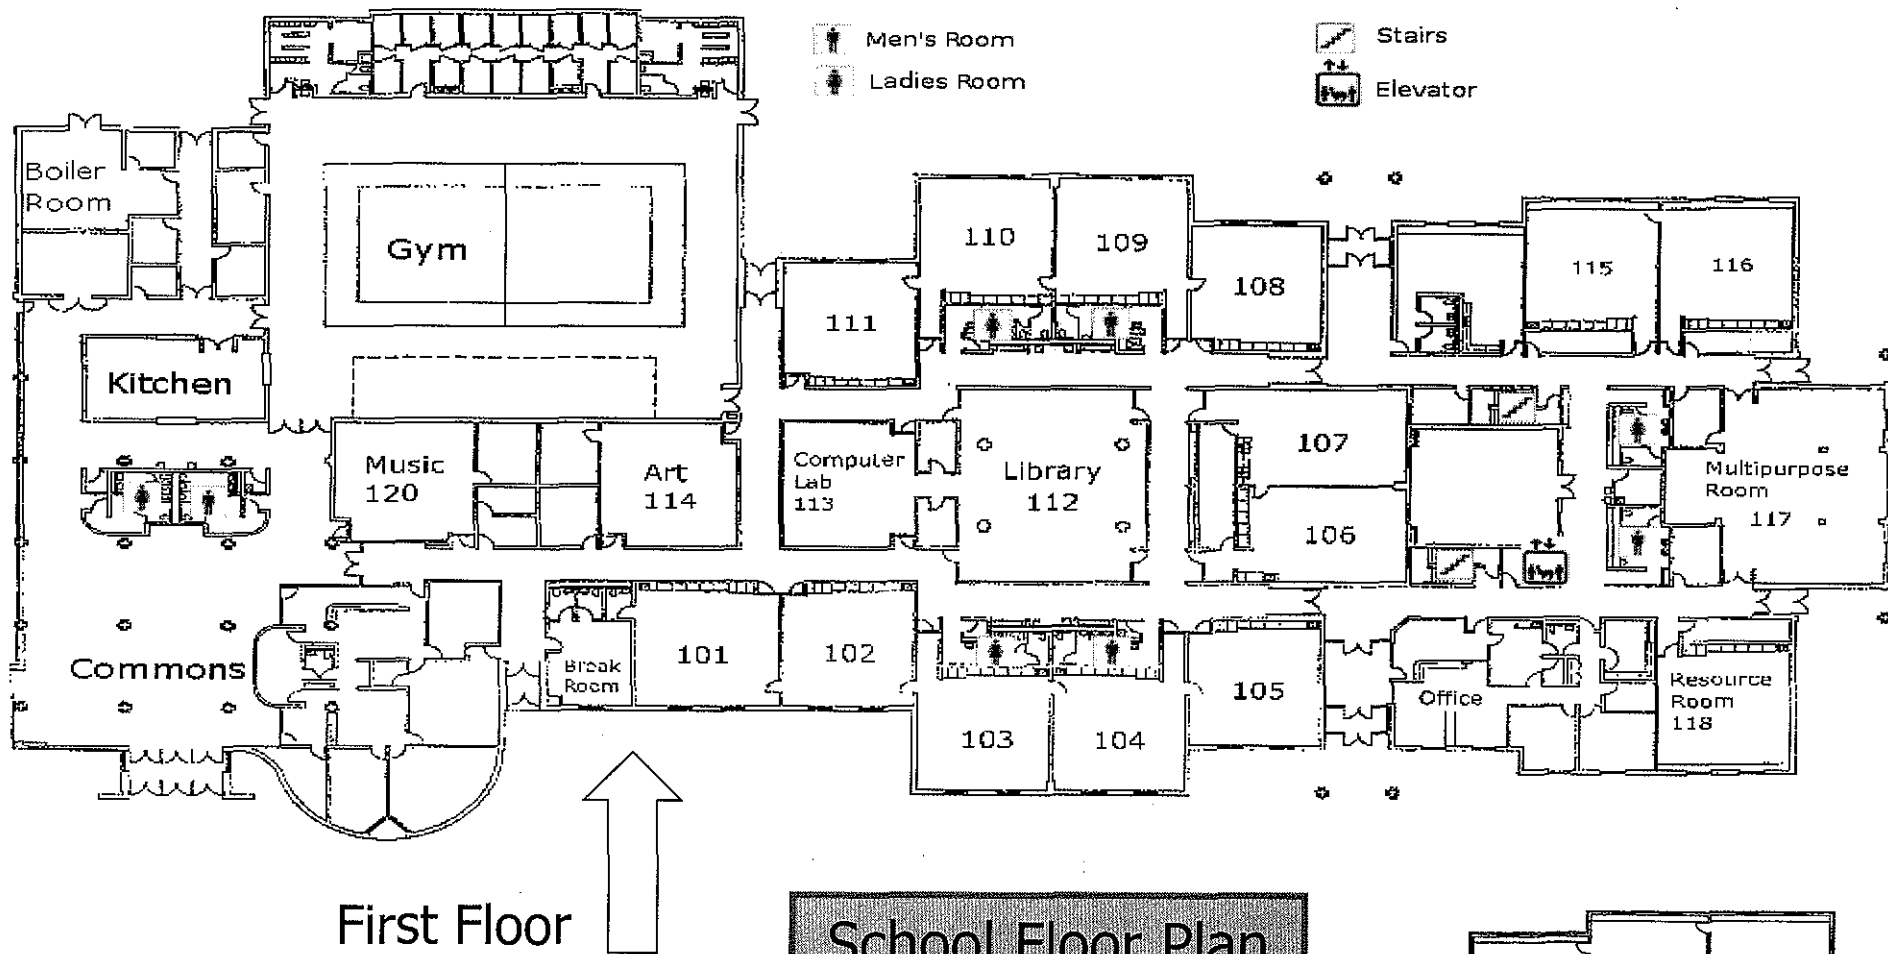 Men's Room
Ladies Room
Stairs
Elevator
Boiler
Room
Gym
110
109
108
115
116
111
Kitchen
Music
120
Art
114
Computer
Lab
113
Library
112
107
106
Multipurpose
Room
117
Commons
Break
Room
101
102
103
104
105
Office
Resource
Room
118
First Floor
School Floor Plan